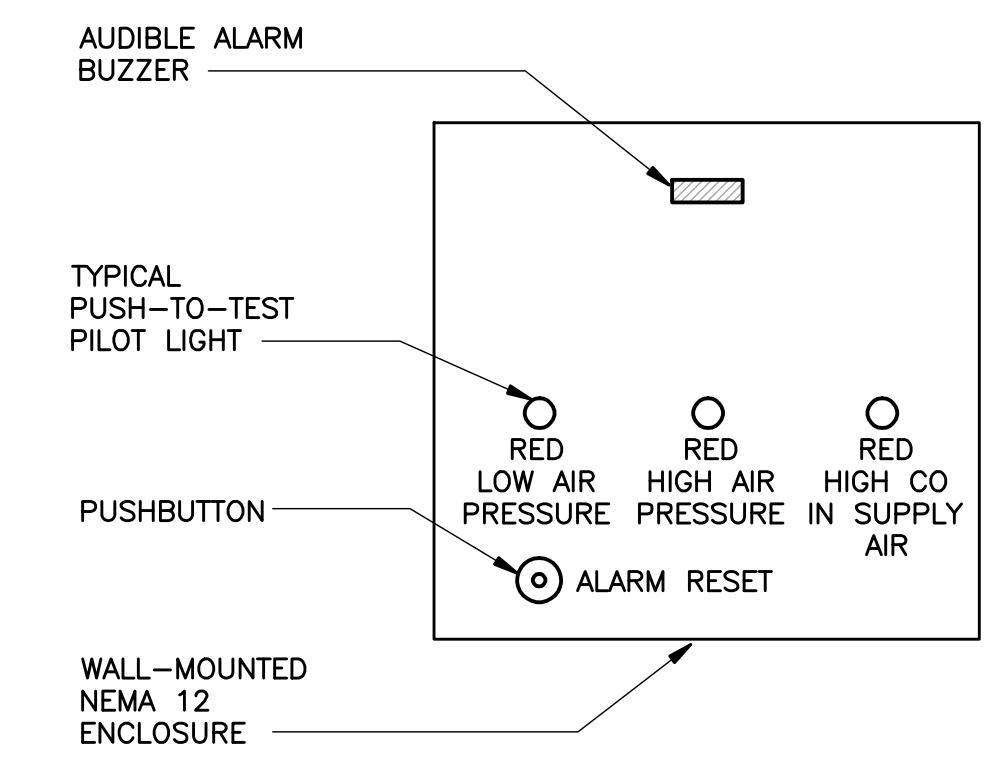 AUDIBLE ALARM
BUZZER
TYPICAL
PUSH-TO-TEST
PILOT LIGHT
RED
LOW AIR
PRESSURE
RED
HIGH AIR
PRESSURE
RED
HIGH CO
IN SUPPLY
AIR
PUSHBUTTON
ALARM RESET
WALL-MOUNTED
NEMA 12
ENCLOSURE